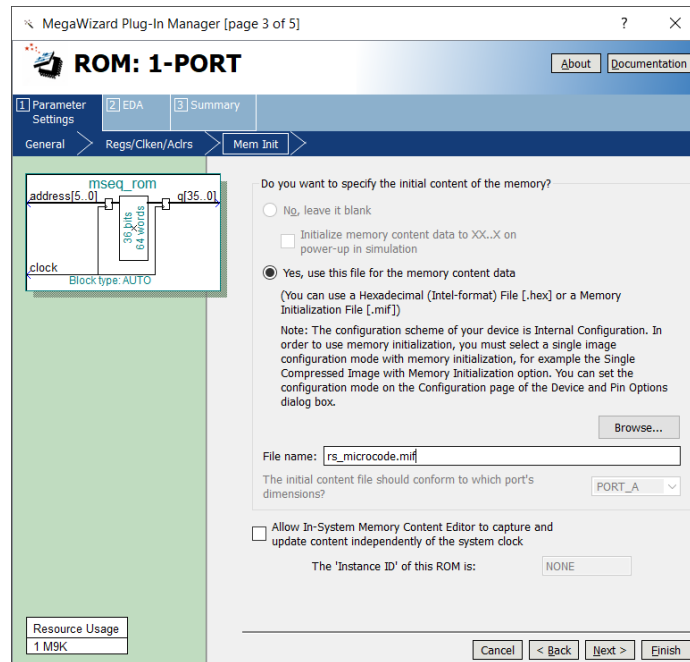 MegaWizard Plug-In Manager [page 3 of 5]
ROM: 1-PORT
About
Documentation
1 Parameter Settings
2 EDA
3 Summary
General
Regs/Clken/Aclrs
Mem Init
mseq_rom
address[5..0]
q[35..0]
36 bits
64 words
clock
Block type: AUTO
Do you want to specify the initial content of the memory?
No, leave it blank
Initialize memory content data to XX..X on
power-up in simulation
Yes, use this file for the memory content data
(You can use a Hexadecimal (Intel-format) File [.hex] or a Memory
Initialization File [.mif])
Note: The configuration scheme of your device is Internal Configuration. In
order to use memory initialization, you must select a single image
configuration mode with memory initialization, for example the Single
Compressed Image with Memory Initialization option. You can set the
configuration mode on the Configuration page of the Device and Pin Options
dialog box.
Browse...
File name:
rs_microcode.mif
The initial content file should conform to which port's
dimensions?
PORT_A
Allow In-System Memory Content Editor to capture and
update content independently of the system clock
The 'Instance ID' of this ROM is:
NONE
Resource Usage
1 M9K
Cancel
< Back
Next >
Finish